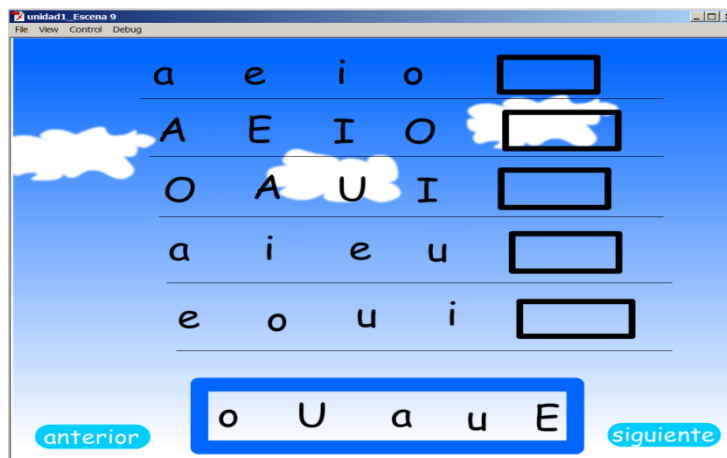 unidad1_Escena 9
File View Control Debug
a e i o
A E I O
O A U I
a i e u
e o u i
o U a u E
anterior
siguiente